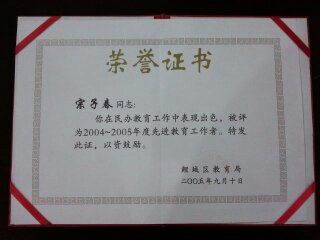 荣誉证书
宗子春同志：
你在民办教育工作中表现出色，被评
为2004~2005年度先进教育工作者。特发
此证，以资鼓励。
鲤城区教育局
二〇〇五年九月十日